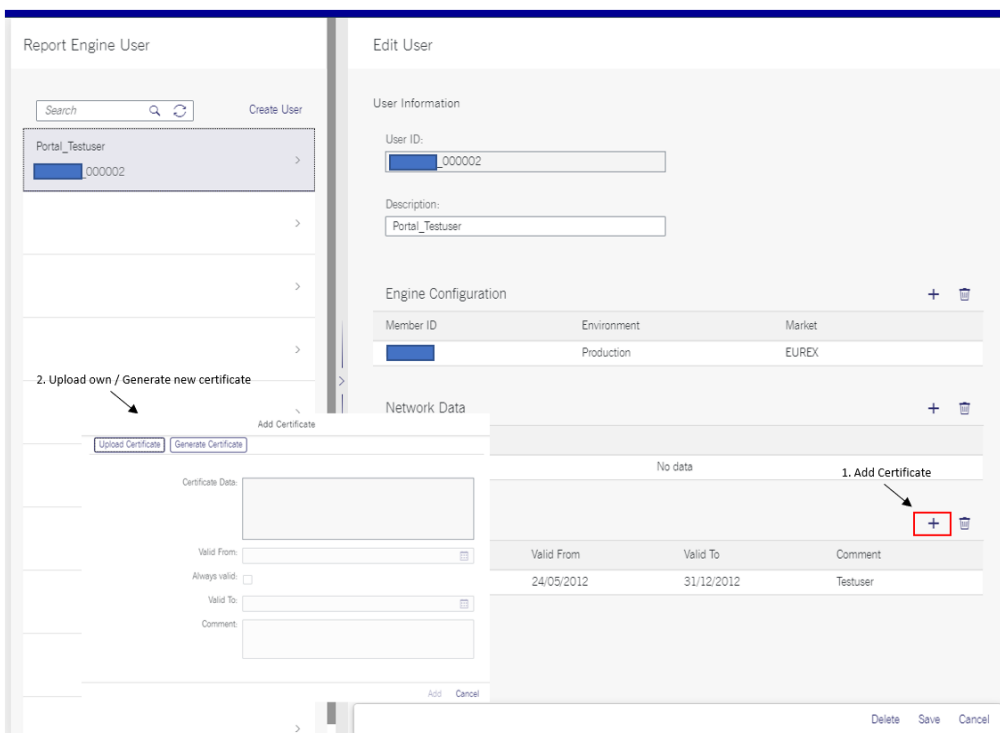 Report Engine User
Edit User
Search
Create User
Portal_Testuser
_000002
User Information
User ID:
_000002
Description:
Portal_Testuser
Engine Configuration
Member ID Environment Market
Production EUREX
2. Upload own / Generate new certificate
Network Data
No data
1. Add Certificate
Valid From Valid To Comment
24/05/2012 31/12/2012 Testuser
Add Certificate
Upload Certificate Generate Certificate
Certificate Data:
Valid From:
Always valid:
Valid To:
Comment:
Add Cancel
Delete Save Cancel